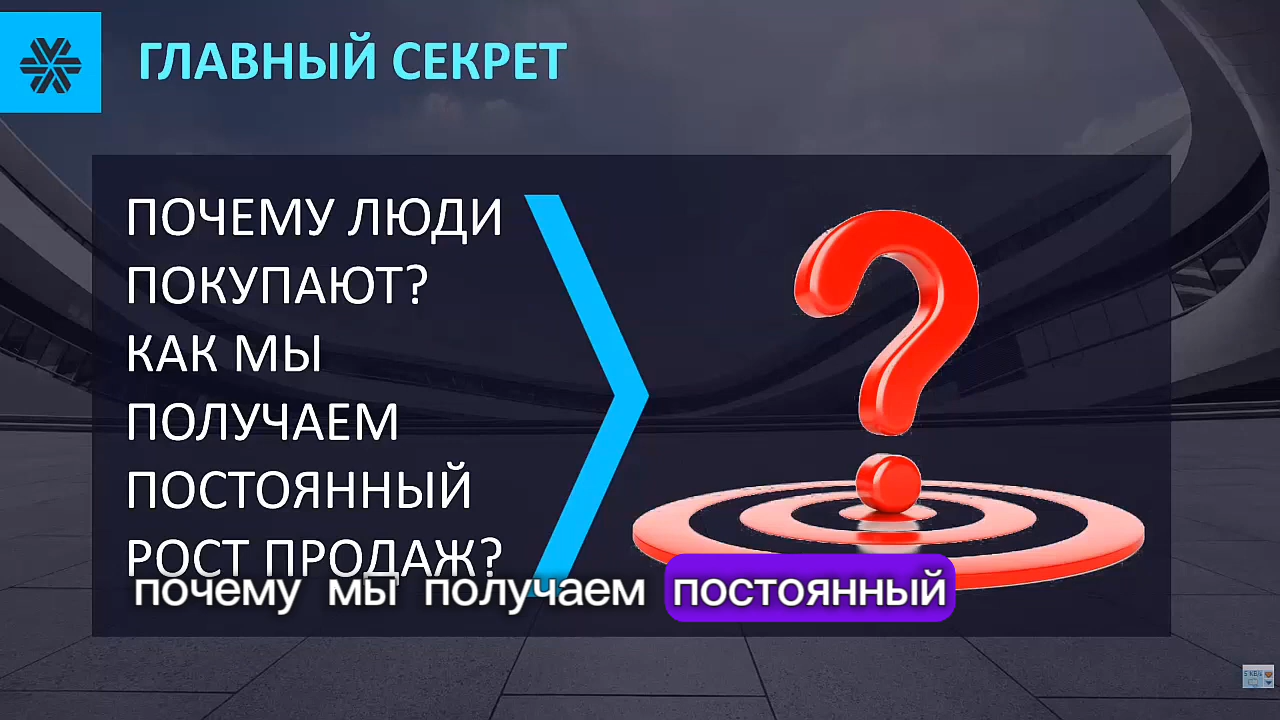 ГЛАВНЫЙ СЕКРЕТ
ПОЧЕМУ ЛЮДИ
ПОКУПАЮТ?
КАК МЫ
ПОЛУЧАЕМ
ПОСТОЯННЫЙ
РОСТ ПРОДАЖ?
почему мы получаем постоянный